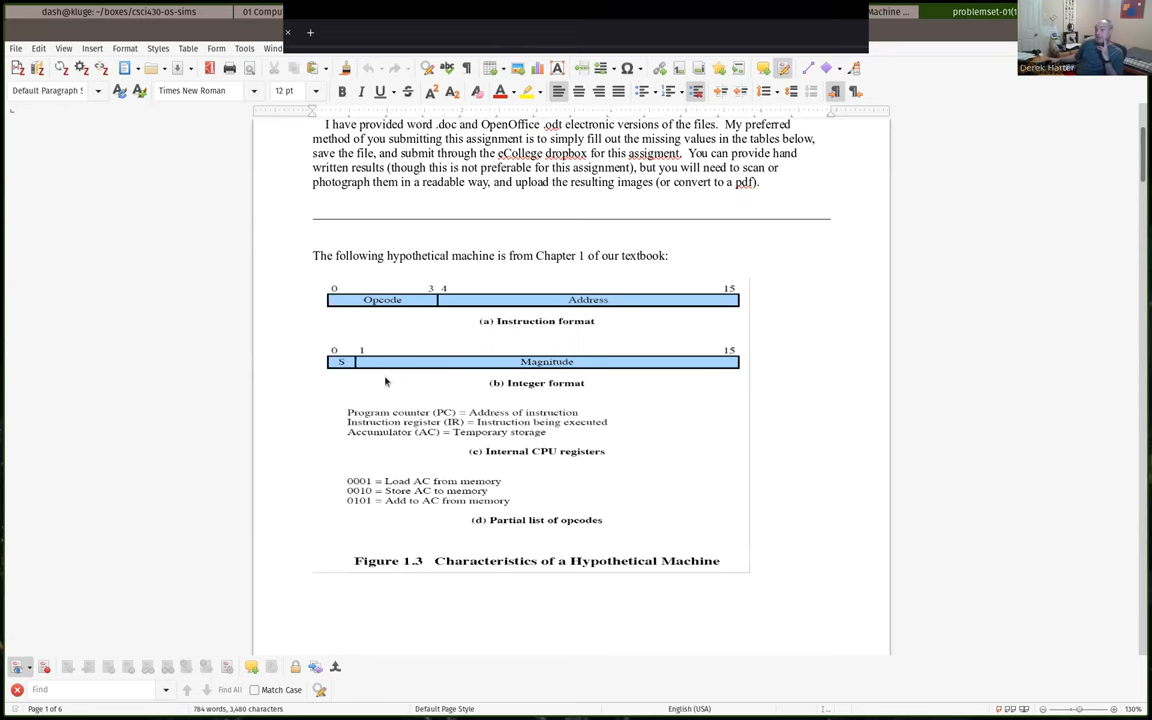 dash@kluge: ~/boxes/csci430-os-sims
01 Compu
Machine ...
problemset-01(1
File Edit View Insert Format Styles Table Form Tools Wind
Default Paragraph S
Times New Roman
12 pt
Derek Harter
I have provided word .doc and OpenOffice .odt electronic versions of the files. My preferred
method of you submitting this assignment is to simply fill out the missing values in the tables below,
save the file, and submit through the eCollege dropbox for this assigment. You can provide hand
written results (though this is not preferable for this assignment), but you will need to scan or
photograph them in a readable way, and upload the resulting images (or convert to a pdf).
The following hypothetical machine is from Chapter 1 of our textbook:
0 3 4 15
Opcode Address
(a) Instruction format
0 1 15
S Magnitude
(b) Integer format
Program counter (PC) = Address of instruction
Instruction register (IR) = Instruction being executed
Accumulator (AC) = Temporary storage
(c) Internal CPU registers
0001 = Load AC from memory
0010 = Store AC to memory
0101 = Add to AC from memory
(d) Partial list of opcodes
Figure 1.3 Characteristics of a Hypothetical Machine
Find
Find All
Match Case
Page 1 of 6
784 words, 3,480 characters
Default Page Style
English (USA)
130%